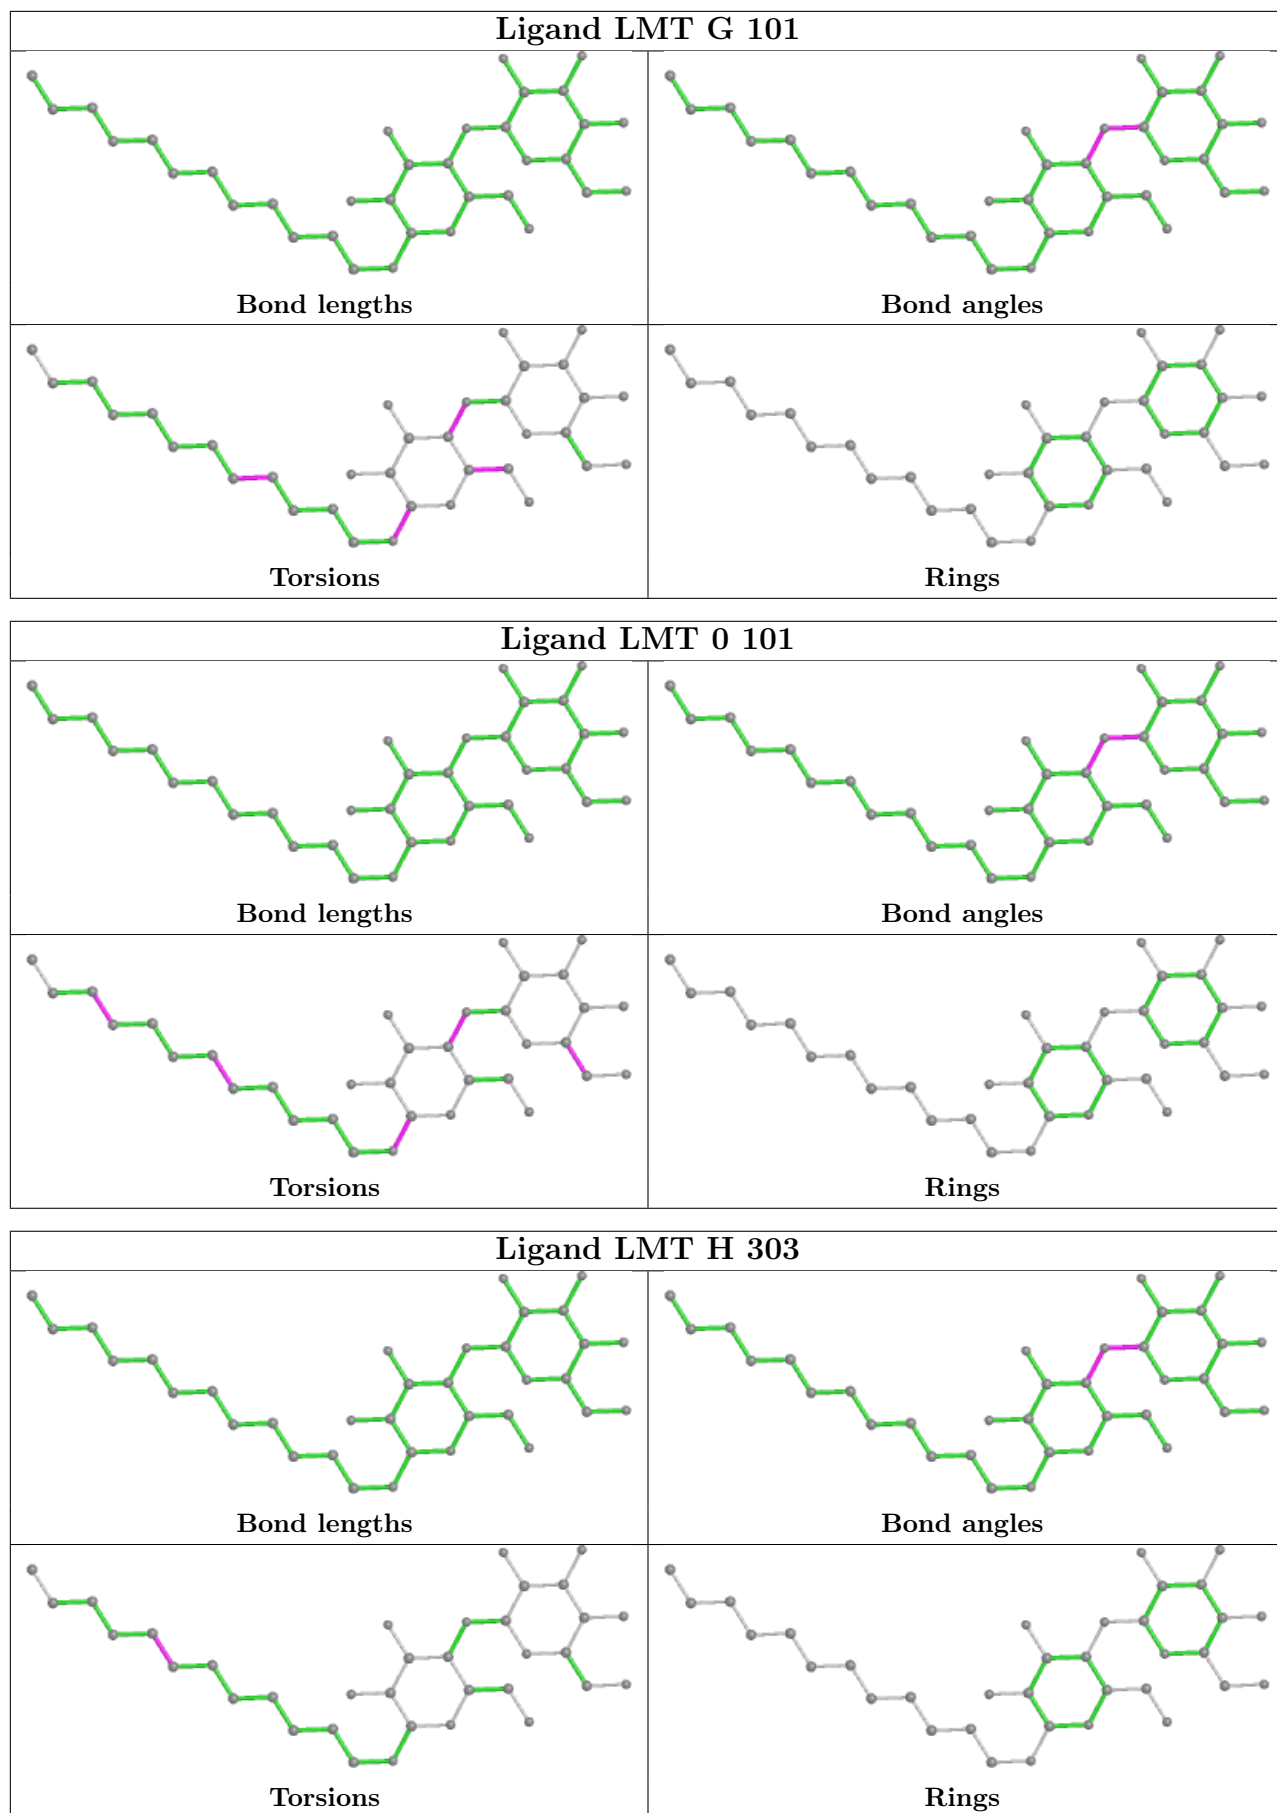 Ligand LMT G 101
Bond lengths
Bond angles
Torsions
Rings
Ligand LMT 0 101
Bond lengths
Bond angles
Torsions
Rings
Ligand LMT H 303
Bond lengths
Bond angles
Torsions
Rings